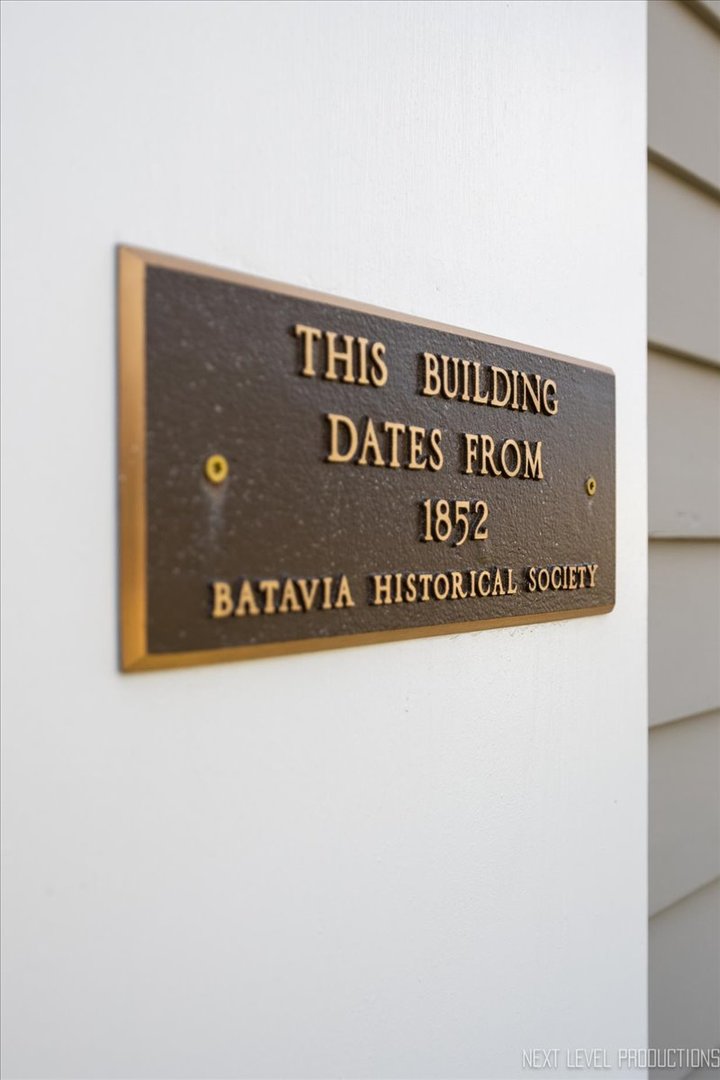 THIS BUILDING
DATES FROM
1852
BATAVIA HISTORICAL SOCIETY
NEXT LEVEL PRODUCTIONS